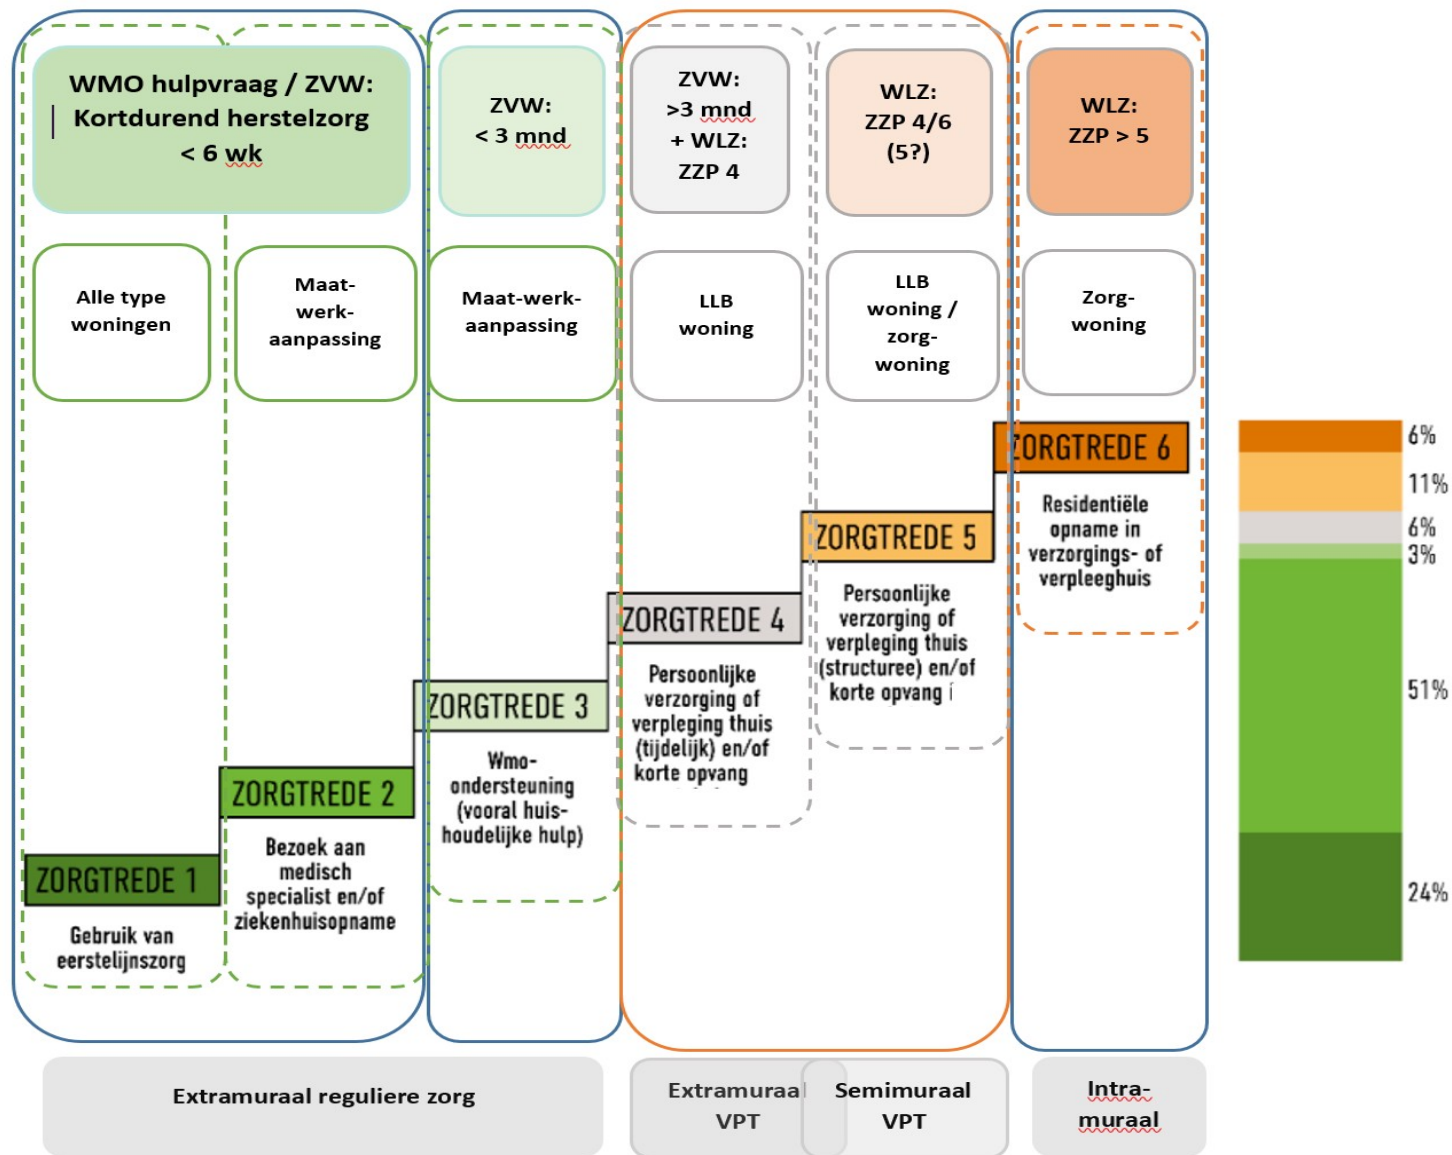 WMO hulpvraag / ZVW:
Kortdurend herstelzorg
< 6 wk
ZVW:
< 3 mnd
ZVW:
>3 mnd
+ WLZ:
ZZP 4
WLZ:
ZZP 4/6
(5?)
WLZ:
ZZP > 5
Alle type
woningen
Maat-
werk-
aanpassing
Maat-werk-
aanpassing
LLB
woning
LLB
woning /
zorg-
woning
Zorg-
woning
ZORGTREDE 6
Residentiële
opname in
verzorgings- of
verpleeghuis
ZORGTREDE 5
Persoonlijke
verzorging of
verpleging thuis
(structuree) en/of
korte opvang
ZORGTREDE 4
Persoonlijke
verzorging of
verpleging thuis
(tijdelijk) en/of
korte opvang
ZORGTREDE 3
Wmo-
ondersteuning
(vooral huis-
houdelijke hulp)
ZORGTREDE 2
Bezoek aan
medisch
specialist en/of
ziekenhuisopname
ZORGTREDE 1
Gebruik van
eerstelijnszorg
6%
11%
6%
3%
51%
24%
Extramuraal reguliere zorg
Extramuraal
VPT
Semimuraal
VPT
Intra-
muraal